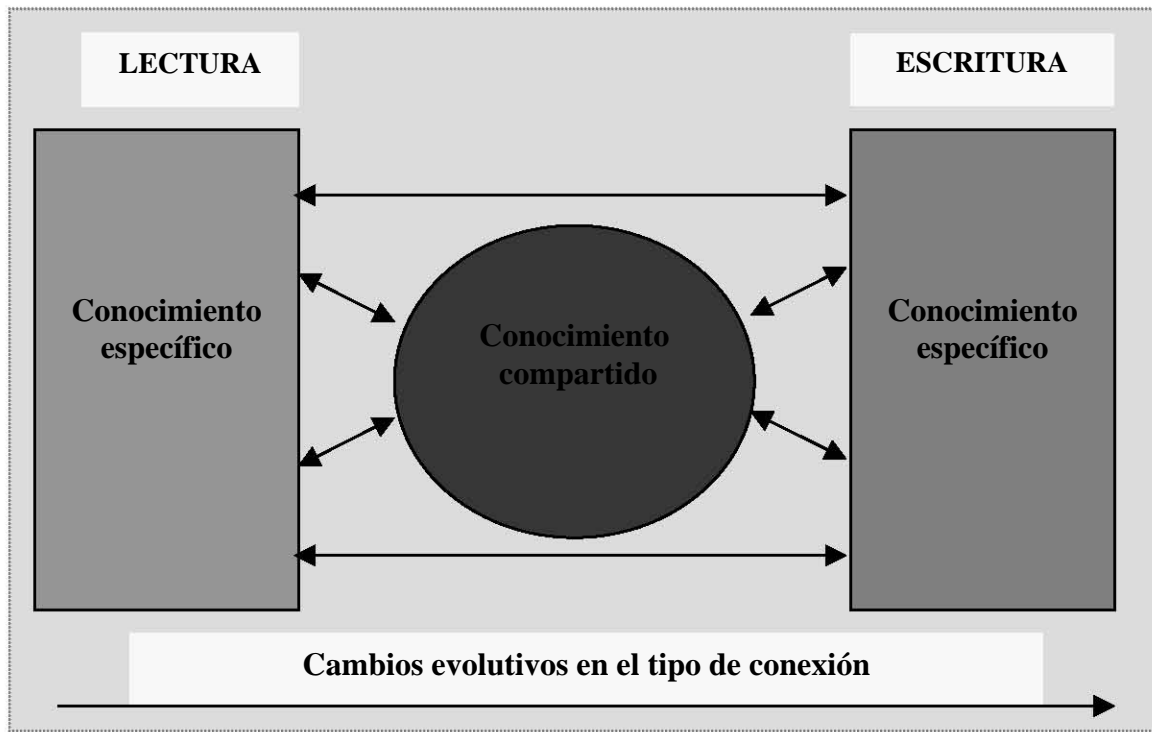 LECTURA
ESCRITURA
Conocimiento
específico
Conocimiento
compartido
Conocimiento
específico
Cambios evolutivos en el tipo de conexión